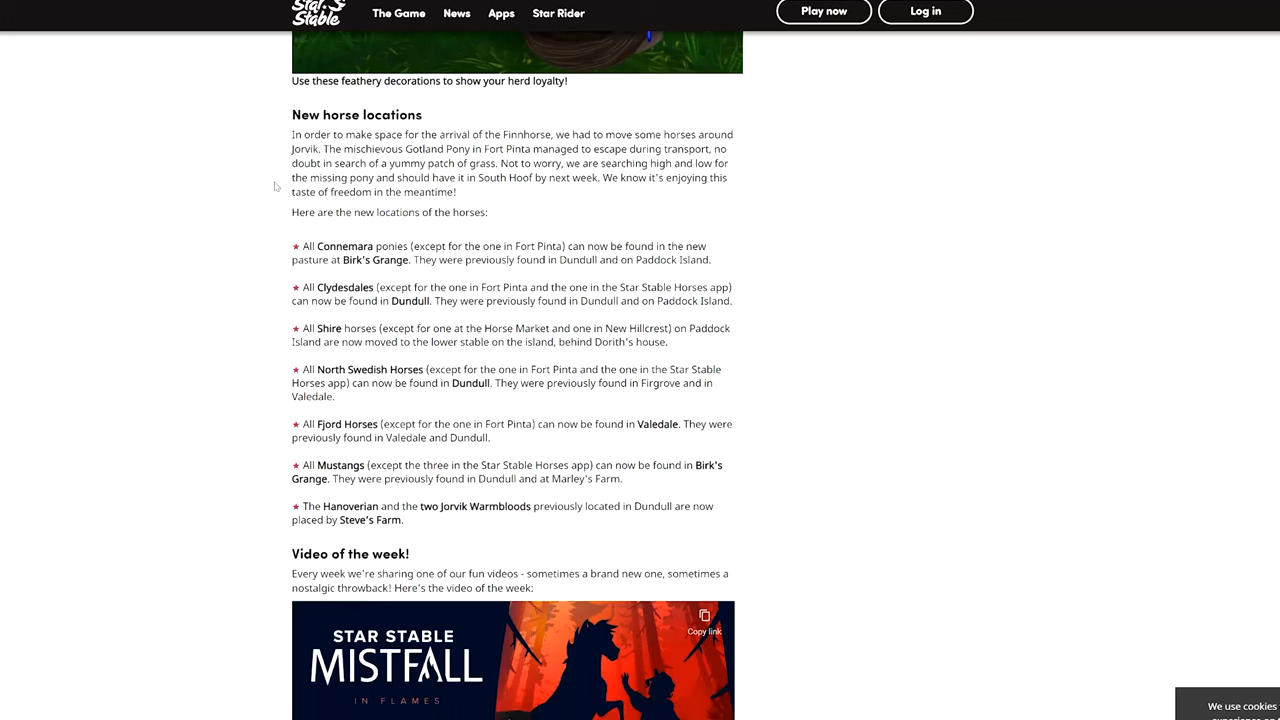 Star Stable
The Game
News
Apps
Star Rider
Play now
Log in
Use these feathery decorations to show your herd loyalty!
New horse locations
In order to make space for the arrival of the Finnhorse, we had to move some horses around
Jorvik. The mischievous Gotland Pony in Fort Pinta managed to escape during transport, no
doubt in search of a yummy patch of grass. Not to worry, we are searching high and low for
the missing pony and should have it in South Hoof by next week. We know it's enjoying this
taste of freedom in the meantime!
Here are the new locations of the horses:
★ All Connemara ponies (except for the one in Fort Pinta) can now be found in the new
pasture at Birk's Grange. They were previously found in Dundull and on Paddock Island.
★ All Clydesdales (except for the one in Fort Pinta and the one in the Star Stable Horses app)
can now be found in Dundull. They were previously found in Dundull and on Paddock Island.
★ All Shire horses (except for one at the Horse Market and one in New Hillcrest) on Paddock
Island are now moved to the lower stable on the island, behind Dorith's house.
★ All North Swedish Horses (except for the one in Fort Pinta and the one in the Star Stable
Horses app) can now be found in Dundull. They were previously found in Firgrove and in
Valedale.
★ All Fjord Horses (except for the one in Fort Pinta) can now be found in Valedale. They were
previously found in Valedale and Dundull.
★ All Mustangs (except the three in the Star Stable Horses app) can now be found in Birk's
Grange. They were previously found in Dundull and at Marley's Farm.
★ The Hanoverian and the two Jorvik Warmbloods previously located in Dundull are now
placed by Steve's Farm.
Video of the week!
Every week we're sharing one of our fun videos - sometimes a brand new one, sometimes a
nostalgic throwback! Here's the video of the week:
Copy link
STAR STABLE
MISTFALL
IN FLAMES
We use cookies